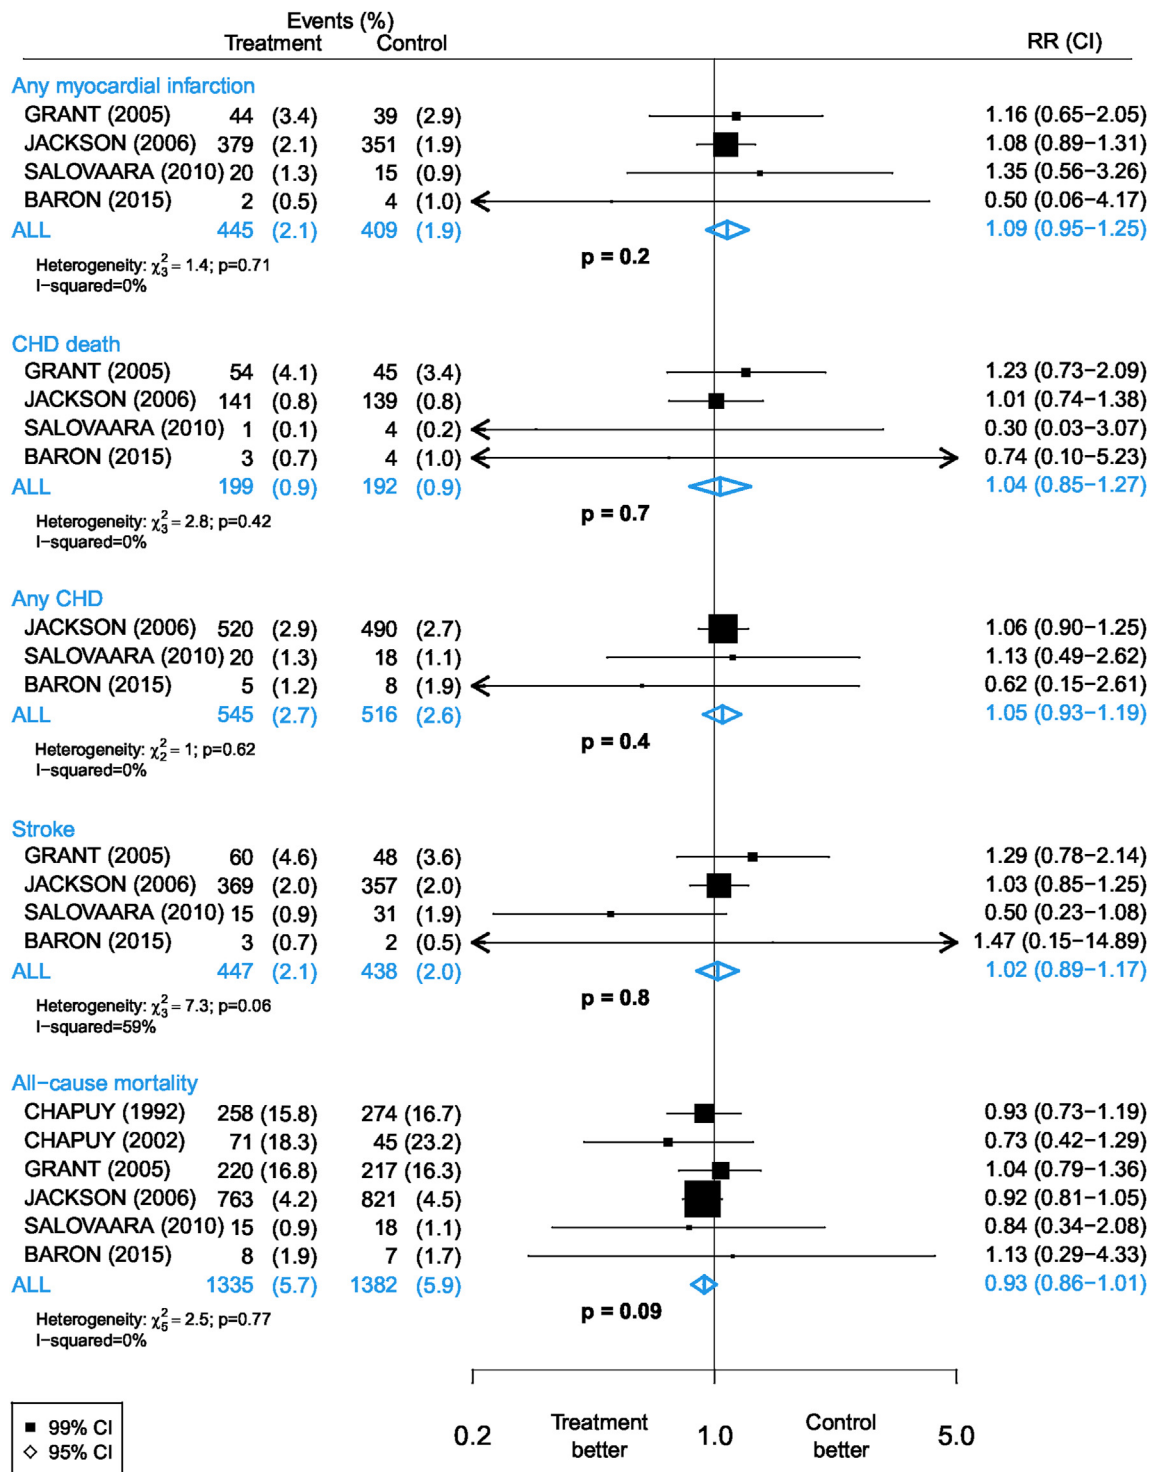 Events (%)
Treatment Control RR (CI)
Any myocardial infarction
GRANT (2005) 44 (3.4) 39 (2.9) 1.16 (0.65−2.05)
JACKSON (2006) 379 (2.1) 351 (1.9) 1.08 (0.89−1.31)
SALOVAARA (2010) 20 (1.3) 15 (0.9) 1.35 (0.56−3.26)
BARON (2015) 2 (0.5) 4 (1.0) 0.50 (0.06−4.17)
ALL 445 (2.1) 409 (1.9) 1.09 (0.95−1.25)
p = 0.2
Heterogeneity: χ²₃ = 1.4; p=0.71
I−squared=0%
CHD death
GRANT (2005) 54 (4.1) 45 (3.4) 1.23 (0.73−2.09)
JACKSON (2006) 141 (0.8) 139 (0.8) 1.01 (0.74−1.38)
SALOVAARA (2010) 1 (0.1) 4 (0.2) 0.30 (0.03−3.07)
BARON (2015) 3 (0.7) 4 (1.0) 0.74 (0.10−5.23)
ALL 199 (0.9) 192 (0.9) 1.04 (0.85−1.27)
p = 0.7
Heterogeneity: χ²₃ = 2.8; p=0.42
I−squared=0%
Any CHD
JACKSON (2006) 520 (2.9) 490 (2.7) 1.06 (0.90−1.25)
SALOVAARA (2010) 20 (1.3) 18 (1.1) 1.13 (0.49−2.62)
BARON (2015) 5 (1.2) 8 (1.9) 0.62 (0.15−2.61)
ALL 545 (2.7) 516 (2.6) 1.05 (0.93−1.19)
p = 0.4
Heterogeneity: χ²₂ = 1; p=0.62
I−squared=0%
Stroke
GRANT (2005) 60 (4.6) 48 (3.6) 1.29 (0.78−2.14)
JACKSON (2006) 369 (2.0) 357 (2.0) 1.03 (0.85−1.25)
SALOVAARA (2010) 15 (0.9) 31 (1.9) 0.50 (0.23−1.08)
BARON (2015) 3 (0.7) 2 (0.5) 1.47 (0.15−14.89)
ALL 447 (2.1) 438 (2.0) 1.02 (0.89−1.17)
p = 0.8
Heterogeneity: χ²₃ = 7.3; p=0.06
I−squared=59%
All−cause mortality
CHAPUY (1992) 258 (15.8) 274 (16.7) 0.93 (0.73−1.19)
CHAPUY (2002) 71 (18.3) 45 (23.2) 0.73 (0.42−1.29)
GRANT (2005) 220 (16.8) 217 (16.3) 1.04 (0.79−1.36)
JACKSON (2006) 763 (4.2) 821 (4.5) 0.92 (0.81−1.05)
SALOVAARA (2010) 15 (0.9) 18 (1.1) 0.84 (0.34−2.08)
BARON (2015) 8 (1.9) 7 (1.7) 1.13 (0.29−4.33)
ALL 1335 (5.7) 1382 (5.9) 0.93 (0.86−1.01)
p = 0.09
Heterogeneity: χ²₅ = 2.5; p=0.77
I−squared=0%
99% CI
95% CI
0.2 Treatment better 1.0 Control better 5.0